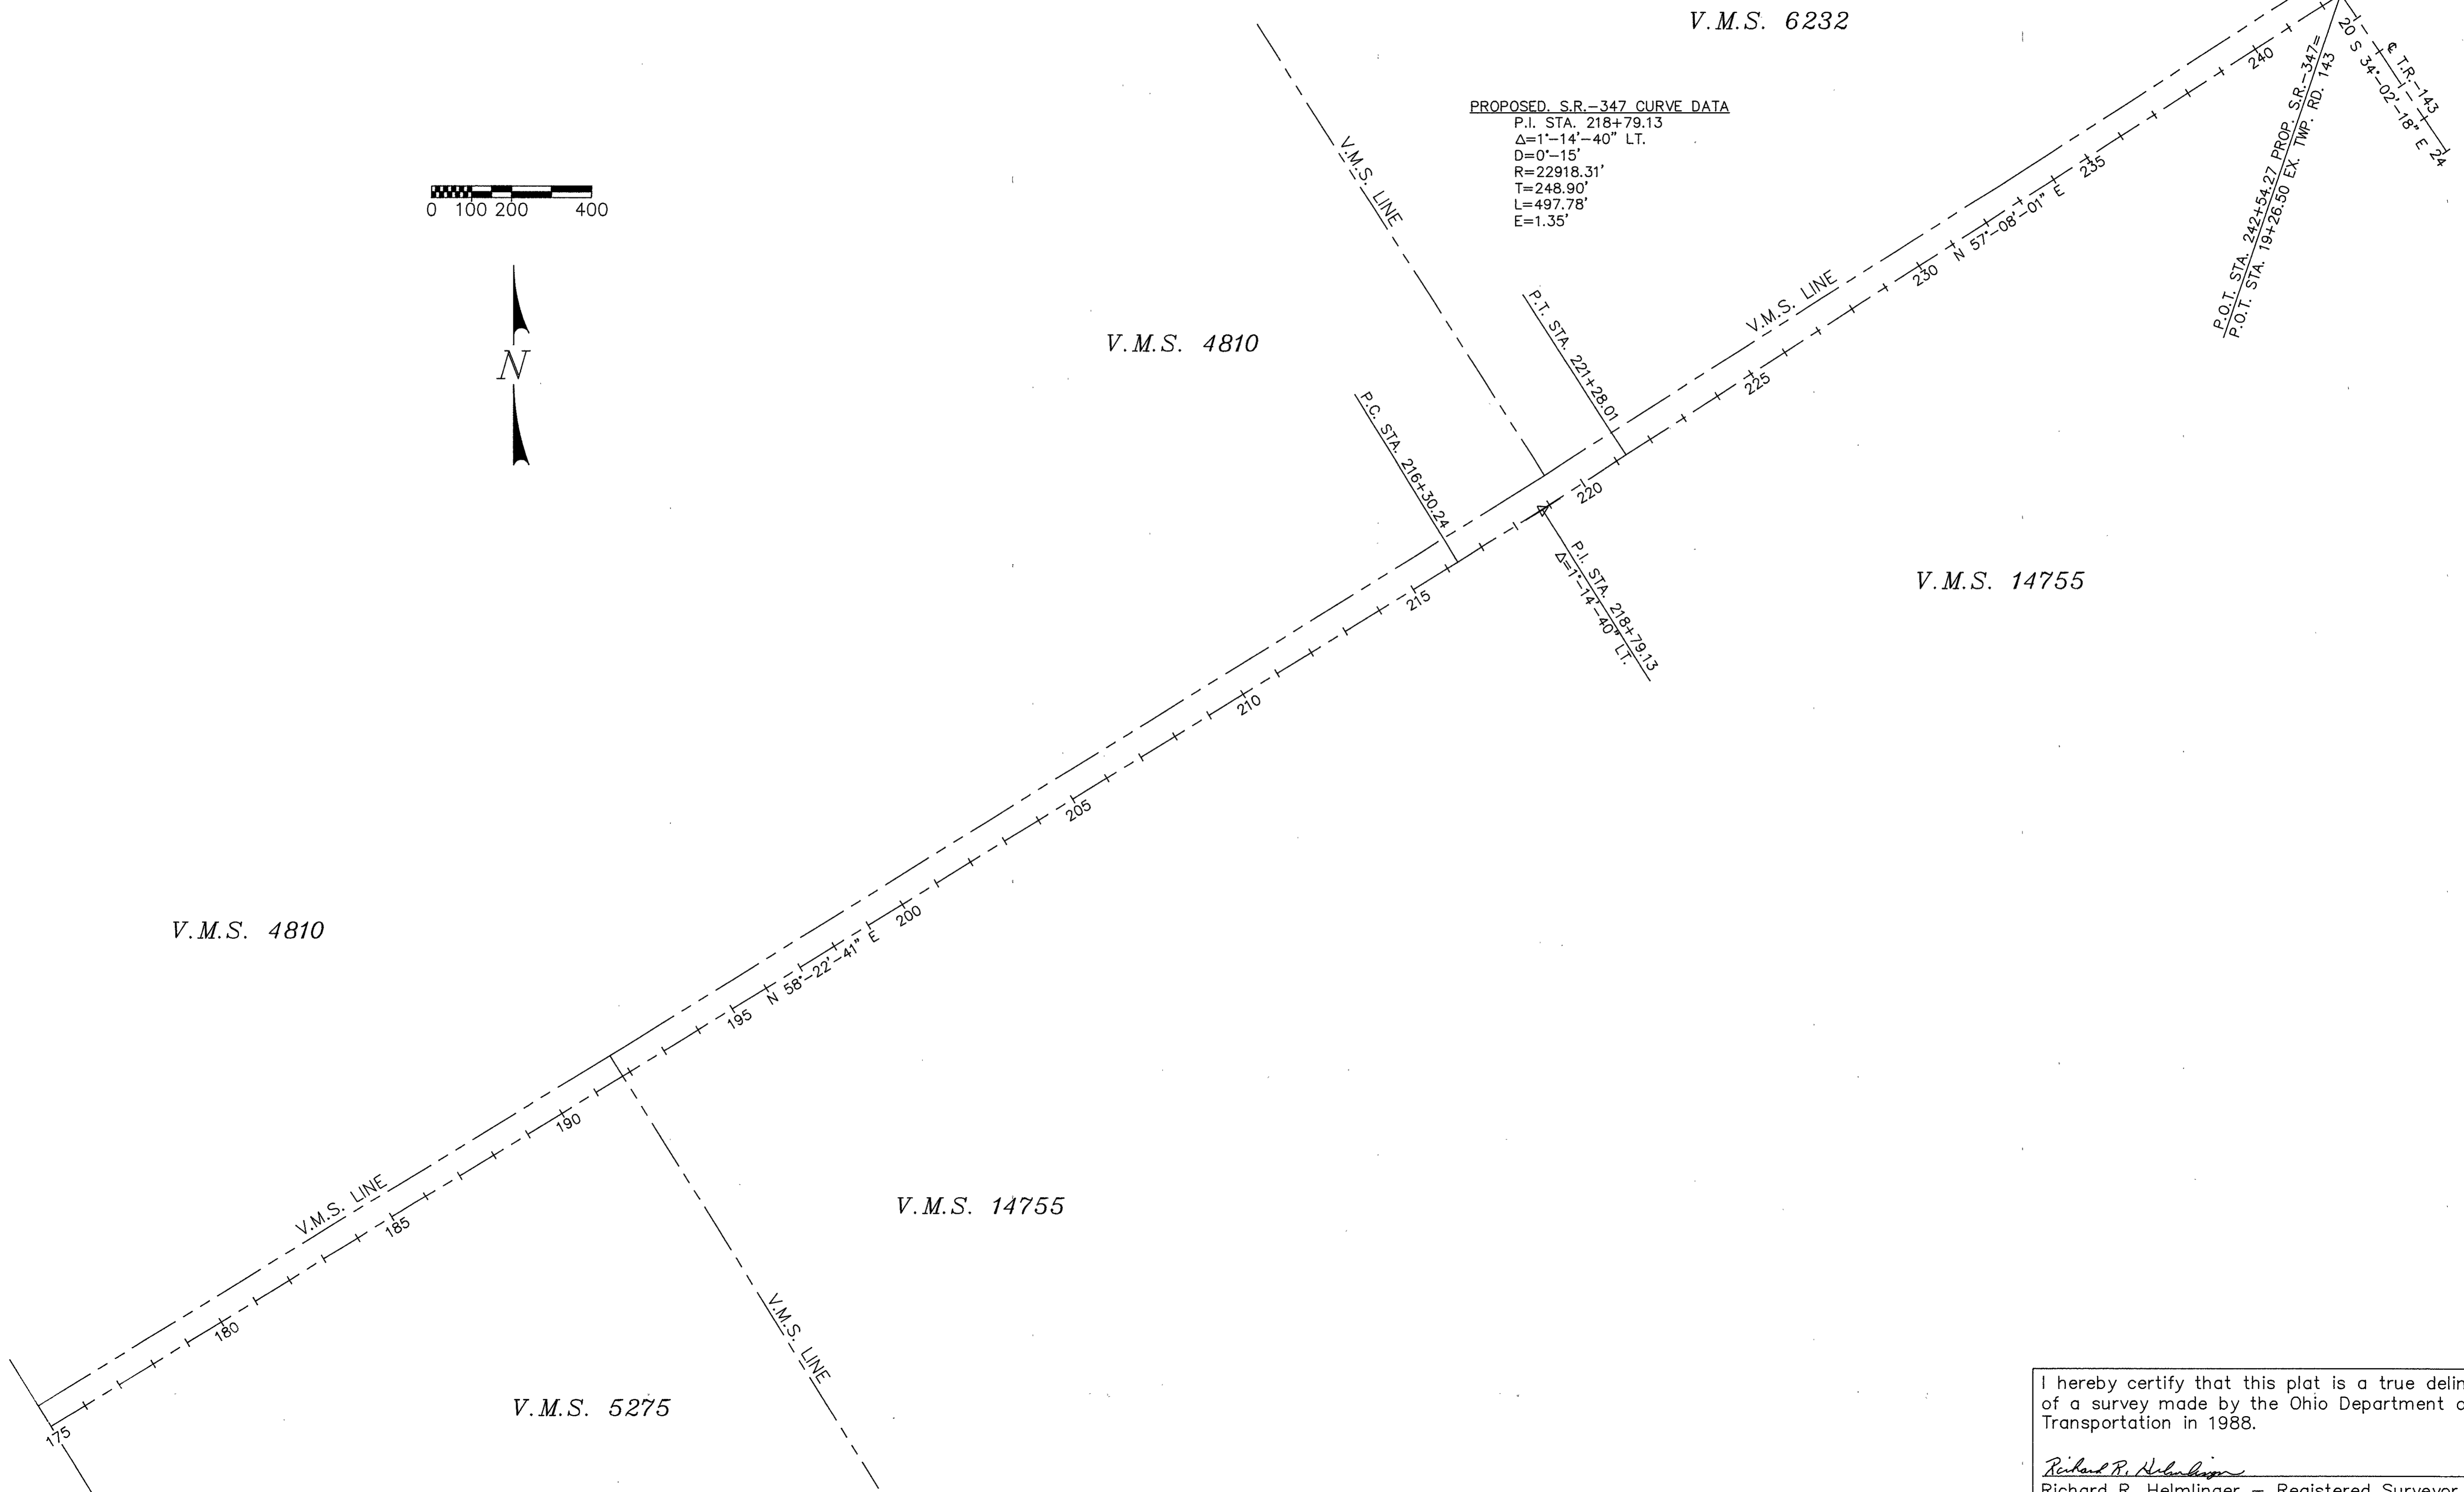 V.M.S. 6232
PROPOSED. S.R.-347 CURVE DATA
P.I. STA. 218+79.13
Δ=1°-14'-40" LT.
D=0°-15'
R=22918.31'
T=248.90'
L=497.78'
E=1.35'
0 100 200 400
N
V.M.S. LINE
V.M.S. 4810
P.C. STA. 216+30.24
P.T. STA. 221+28.01
V.M.S. LINE
P.I. STA. 218+79.13
Δ=1°-14'-40" LT.
P.O.T. STA. 242+54.27 PROP. S.R.-347=
P.O.T. STA. 19+26.50 EX. TWP. RD. 143
℄ T.R.-143
20 S 34°-02'-18" E 24
240
235
N 57°-08'-01" E
230
225
220
215
210
205
200
N 58°-22'-41" E
195
190
185
180
175
V.M.S. 14755
V.M.S. 4810
V.M.S. LINE
V.M.S. 14755
V.M.S. LINE
V.M.S. 5275
I hereby certify that this plat is a true delin
of a survey made by the Ohio Department o
Transportation in 1988.
Richard R. Helmlinger
Richard R. Helmlinger - Registered Surveyor